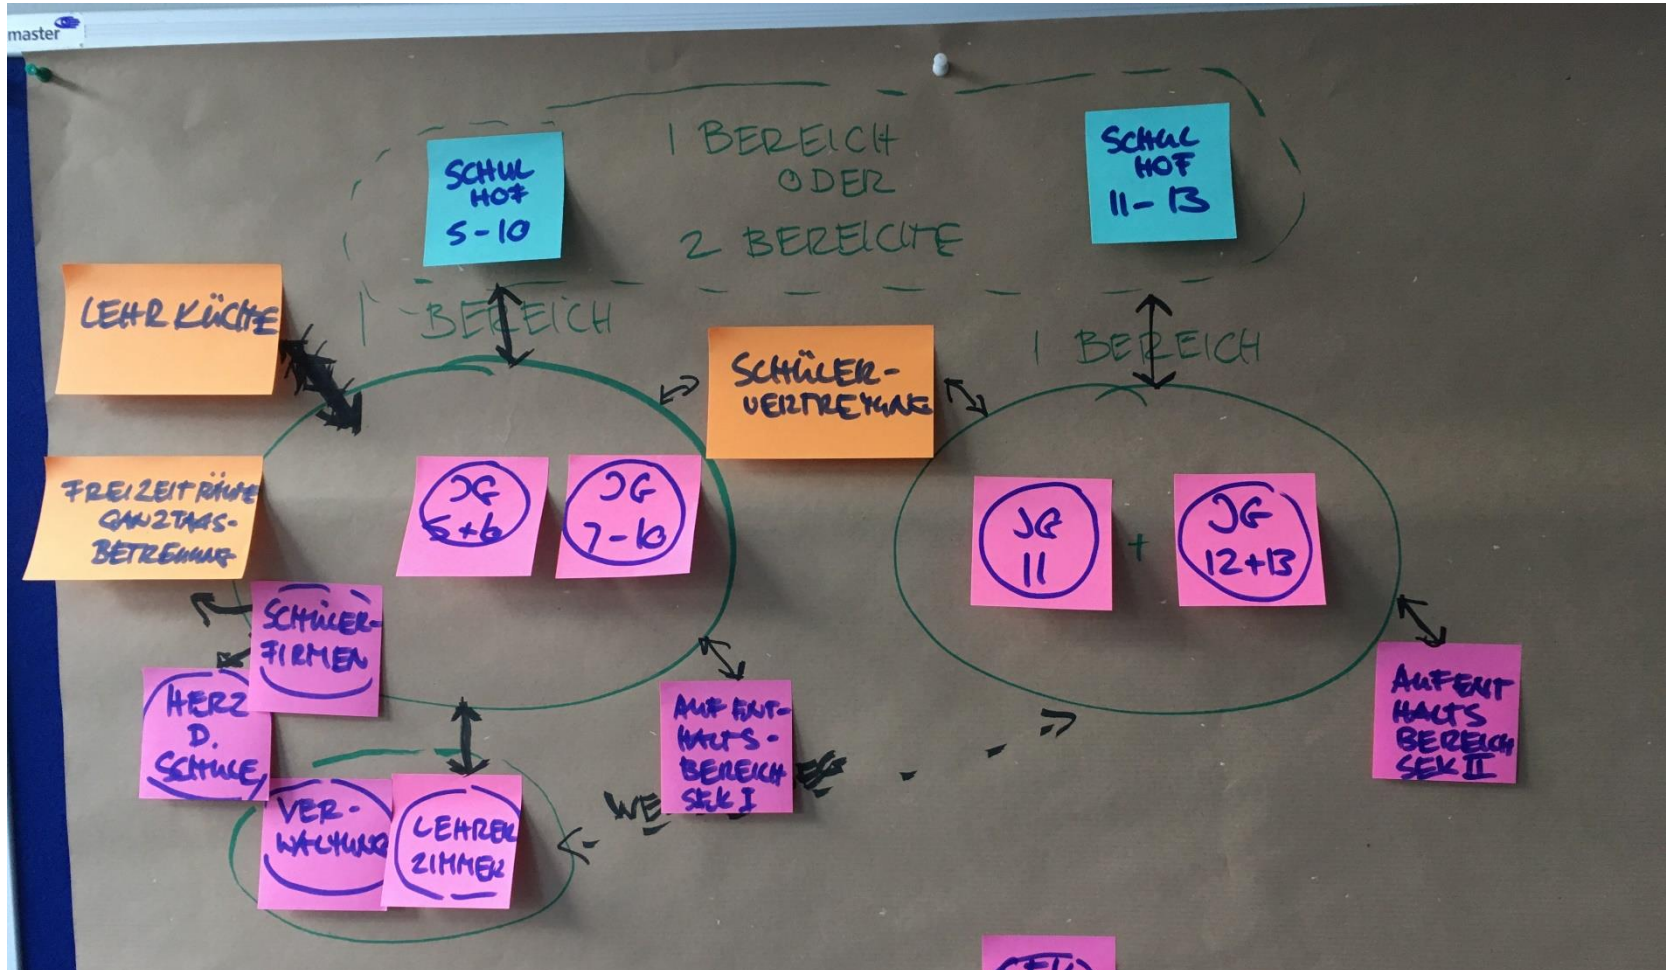 master
1 BEREICH
ODER
2 BEREICHE
SCHUL
HOF
5-10
SCHUL
HOF
11-13
1 BEREICH
1 BEREICH
LEHRKÜCHE
SCHÜLER-
VERTRETUNG
FREIZEITRÄUME
GANZTAGS-
BETREUUNG
JG
5+6
JG
7-10
JG
11
+
JG
12+13
SCHÜLER-
FIRMEN
HERZ
D.
SCHULE
AUFENT-
HALTS-
BEREICH
SEK I
AUFENT
HALTS
BEREICH
SEK II
VER-
WALTUNG
LEHRER
ZIMMER